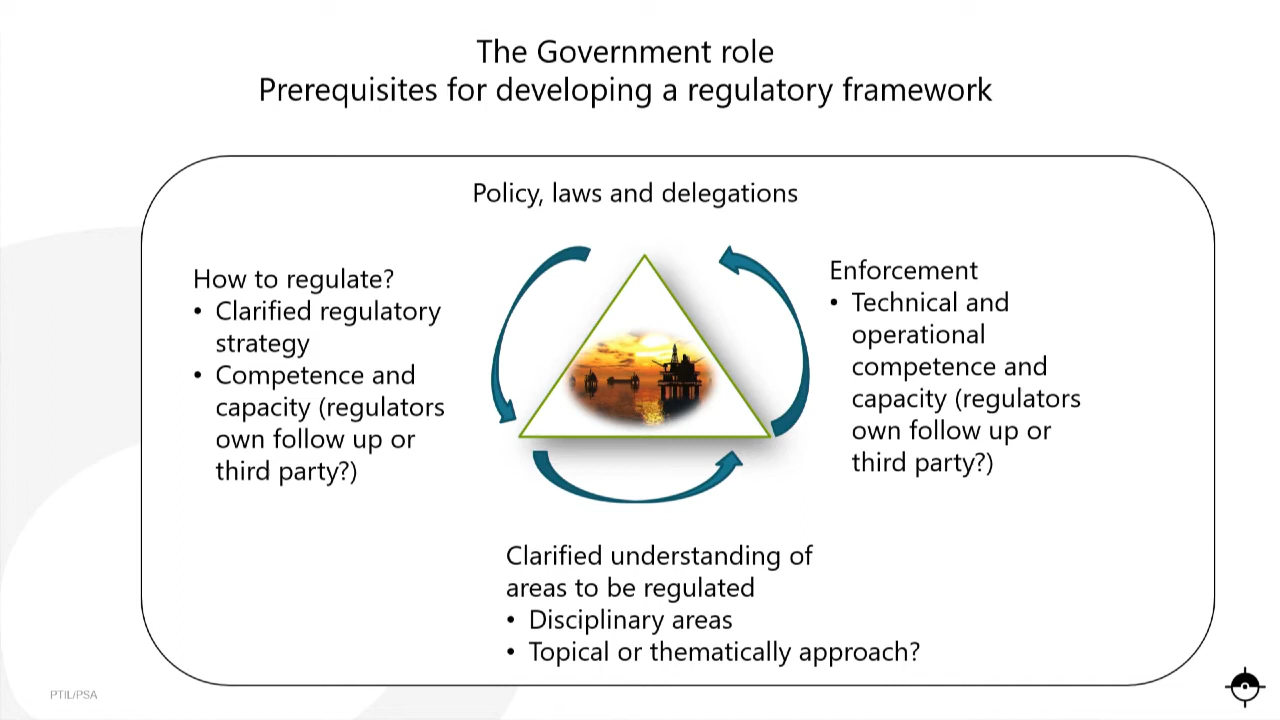 The Government role
Prerequisites for developing a regulatory framework
Policy, laws and delegations
How to regulate?
• Clarified regulatory
strategy
• Competence and
capacity (regulators
own follow up or
third party?)
Enforcement
• Technical and
operational
competence and
capacity (regulators
own follow up or
third party?)
Clarified understanding of
areas to be regulated
• Disciplinary areas
• Topical or thematically approach?
PTIL/PSA